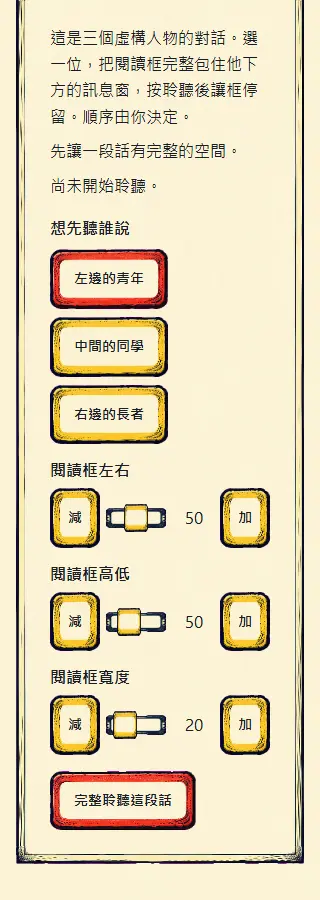 這是三個虛構人物的對話。選
一位，把閱讀框完整包住他下
方的訊息窗，按聆聽後讓框停
留。順序由你決定。
先讓一段話有完整的空間。
尚未開始聆聽。
想先聽誰說
左邊的青年
中間的同學
右邊的長者
閱讀框左右
減 50 加
閱讀框高低
減 50 加
閱讀框寬度
減 20 加
完整聆聽這段話